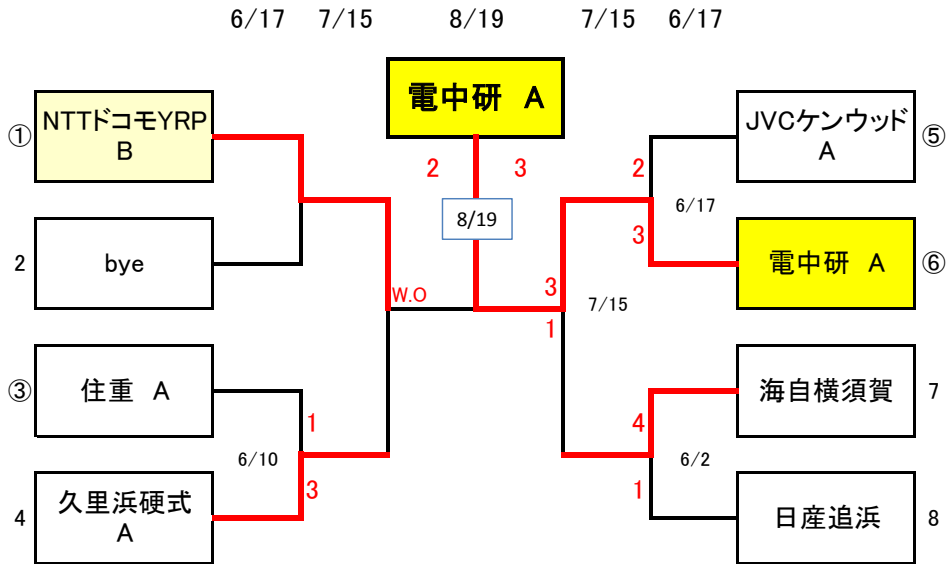 6/17 7/15 8/19 7/15 6/17
電中研 A
① NTTドコモYRP
B
JVCケンウッド ⑤
A
2 3
2
6/17
8/19
3
2 bye
電中研 A ⑥
W.O
3
7/15
1
③ 住重 A
海自横須賀 7
1
4
6/10
6/2
3
1
4 久里浜硬式
A
日産追浜 8